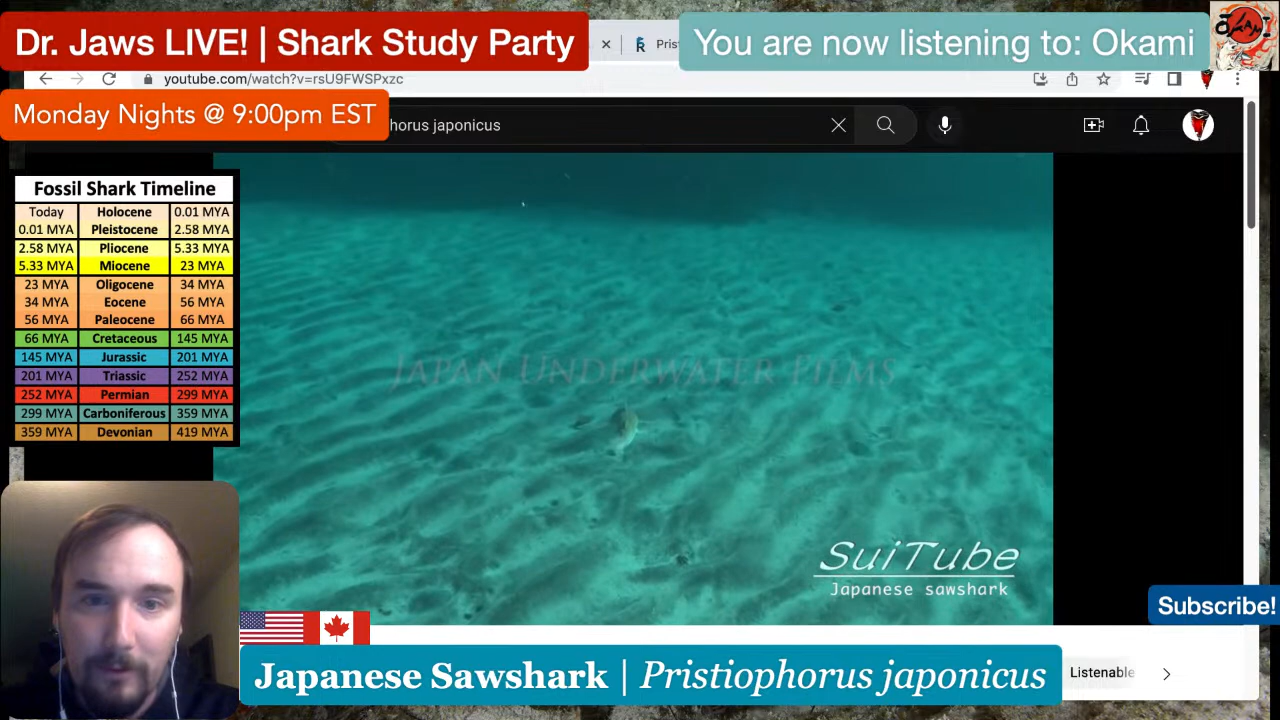 Dr. Jaws LIVE! | Shark Study Party
Pris
You are now listening to: Okami
youtube.com/watch?v=rsU9FWSPxzc
Monday Nights @ 9:00pm EST
phorus japonicus
Fossil Shark Timeline
Today Holocene 0.01 MYA
0.01 MYA Pleistocene 2.58 MYA
2.58 MYA Pliocene 5.33 MYA
5.33 MYA Miocene 23 MYA
23 MYA Oligocene 34 MYA
34 MYA Eocene 56 MYA
56 MYA Paleocene 66 MYA
66 MYA Cretaceous 145 MYA
145 MYA Jurassic 201 MYA
201 MYA Triassic 252 MYA
252 MYA Permian 299 MYA
299 MYA Carboniferous 359 MYA
359 MYA Devonian 419 MYA
Japan Underwater Films
SuiTube
Japanese sawshark
Subscribe!
Japanese Sawshark | Pristiophorus japonicus
Listenable